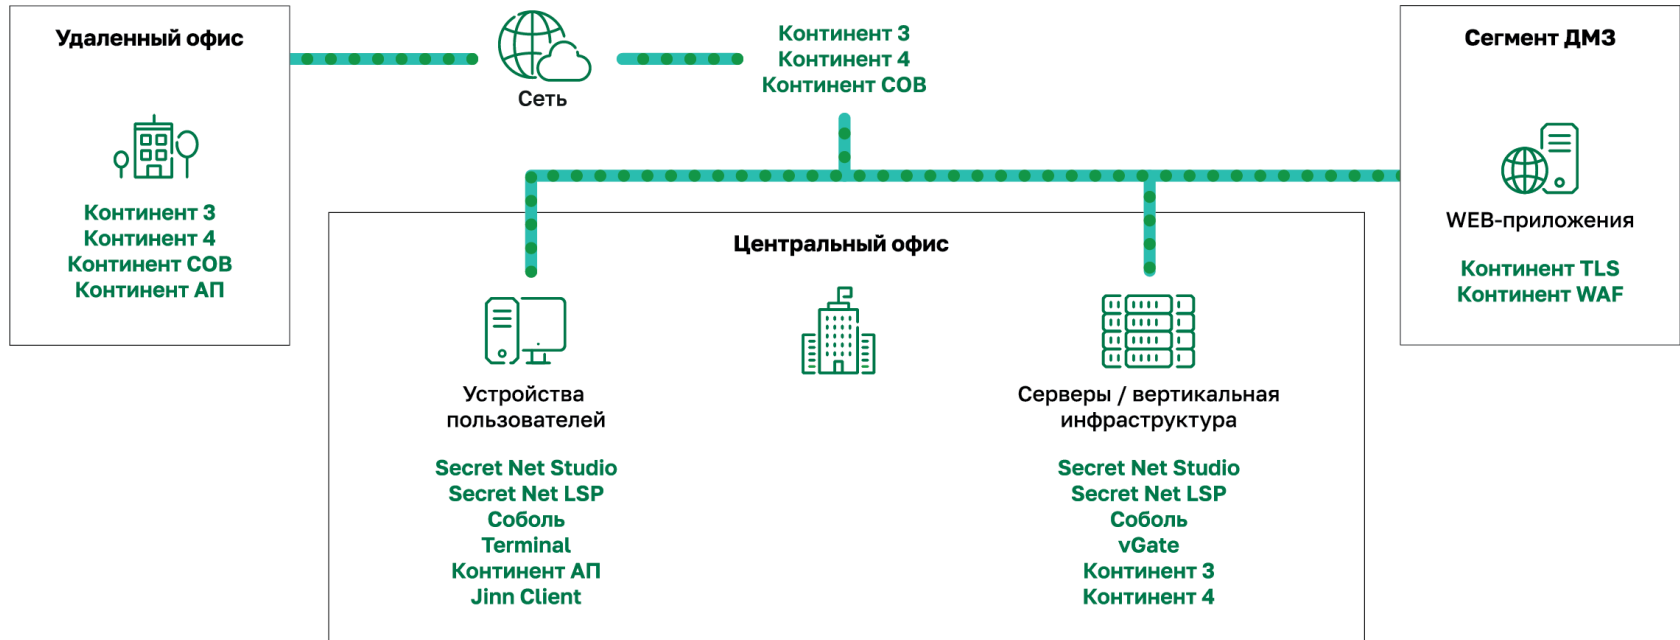 Удаленный офис
Континент 3
Континент 4
Континент СОВ
Континент АП
Сеть
Континент 3
Континент 4
Континент СОВ
Сегмент ДМЗ
WEB-приложения
Континент TLS
Континент WAF
Центральный офис
Устройства
пользователей
Secret Net Studio
Secret Net LSP
Соболь
Terminal
Континент АП
Jinn Client
Серверы / вертикальная
инфраструктура
Secret Net Studio
Secret Net LSP
Соболь
vGate
Континент 3
Континент 4